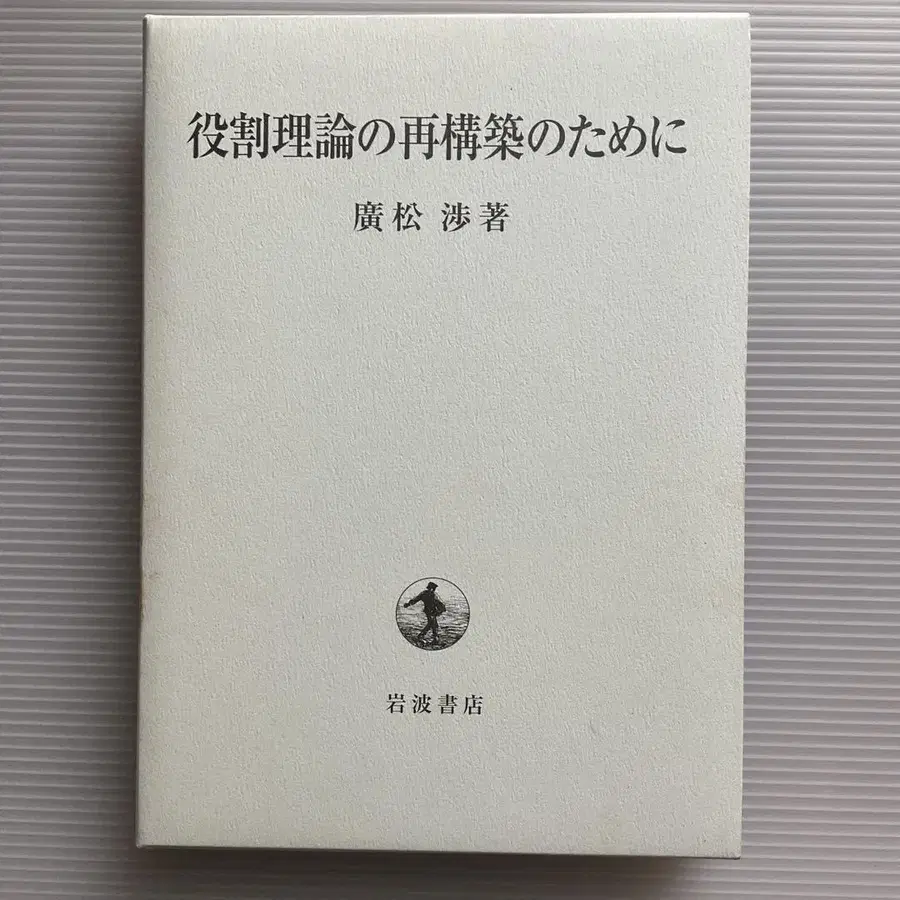 役割理論の再構築のために
廣松 渉著
岩波書店